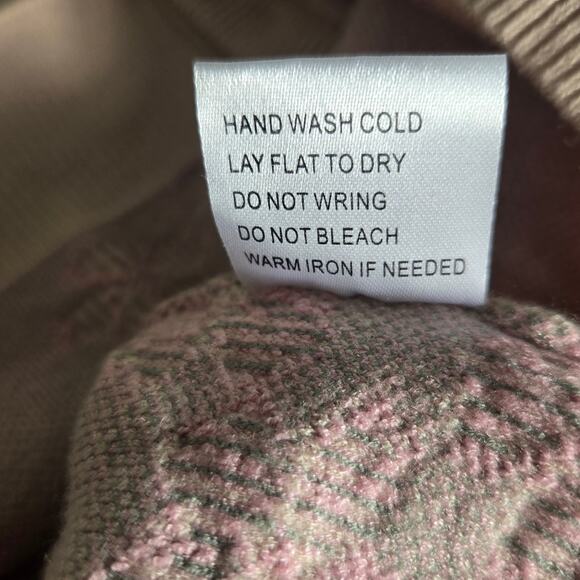 HAND WASH COLD
LAY FLAT TO DRY
DO NOT WRING
DO NOT BLEACH
WARM IRON IF NEEDED